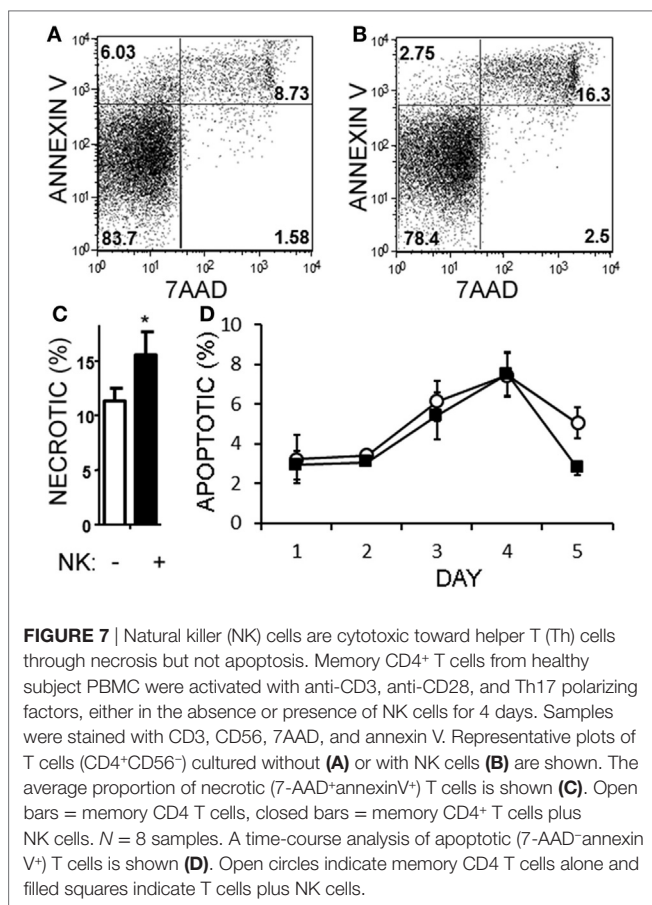 A
B
10⁴
10³
10²
10¹
10⁰
ANNEXIN V
6.03
8.73
83.7
1.58
10⁰ 10¹ 10² 10³ 10⁴
7AAD
10⁴
10³
10²
10¹
10⁰
ANNEXIN V
2.75
16.3
78.4
2.5
10⁰ 10¹ 10² 10³ 10⁴
7AAD
C
NECROTIC (%)
15
10
5
0
*
NK: - +
D
APOPTOTIC (%)
10
8
6
4
2
0
1 2 3 4 5
DAY
FIGURE 7 | Natural killer (NK) cells are cytotoxic toward helper T (Th) cells
through necrosis but not apoptosis. Memory CD4⁺ T cells from healthy
subject PBMC were activated with anti-CD3, anti-CD28, and Th17 polarizing
factors, either in the absence or presence of NK cells for 4 days. Samples
were stained with CD3, CD56, 7AAD, and annexin V. Representative plots of
T cells (CD4⁺CD56⁻) cultured without (A) or with NK cells (B) are shown. The
average proportion of necrotic (7-AAD⁺annexinV⁺) T cells is shown (C). Open
bars = memory CD4 T cells, closed bars = memory CD4⁺ T cells plus
NK cells. N = 8 samples. A time-course analysis of apoptotic (7-AAD⁻annexin
V⁺) T cells is shown (D). Open circles indicate memory CD4 T cells alone and
filled squares indicate T cells plus NK cells.